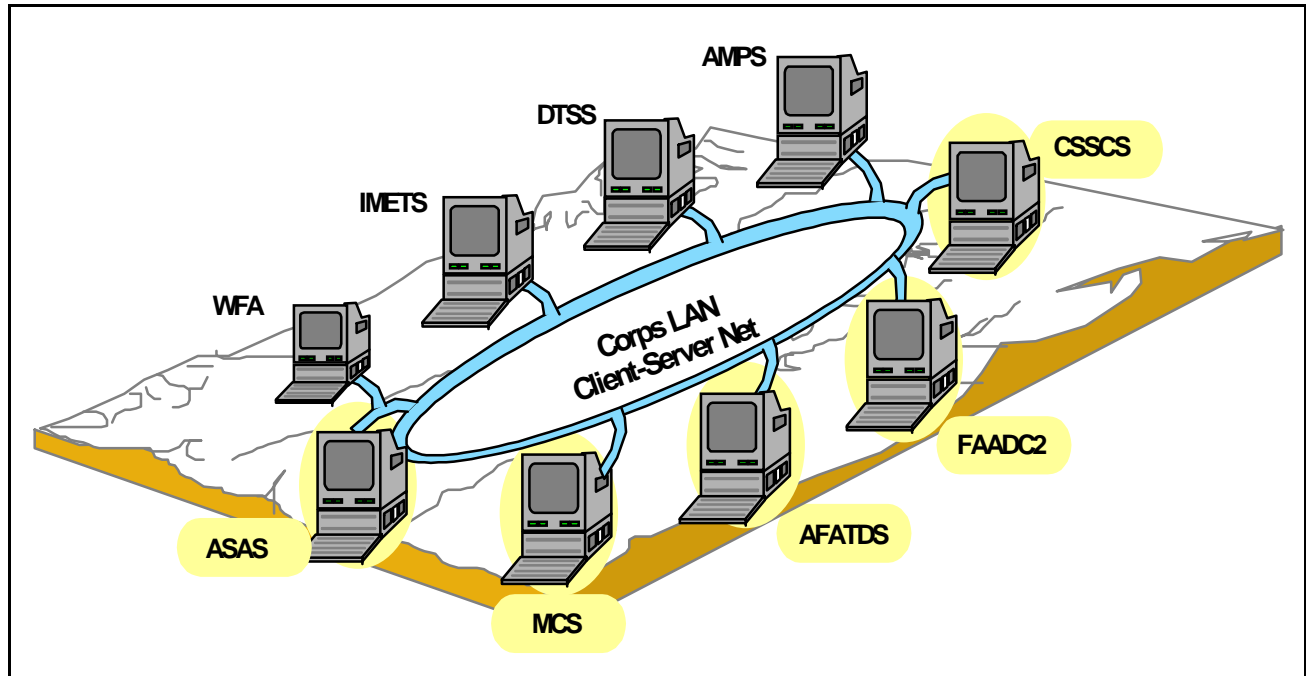 AMPS
DTSS
CSSCS
IMETS
WFA
Corps LAN
Client-Server Net
FAADC2
AFATDS
ASAS
MCS